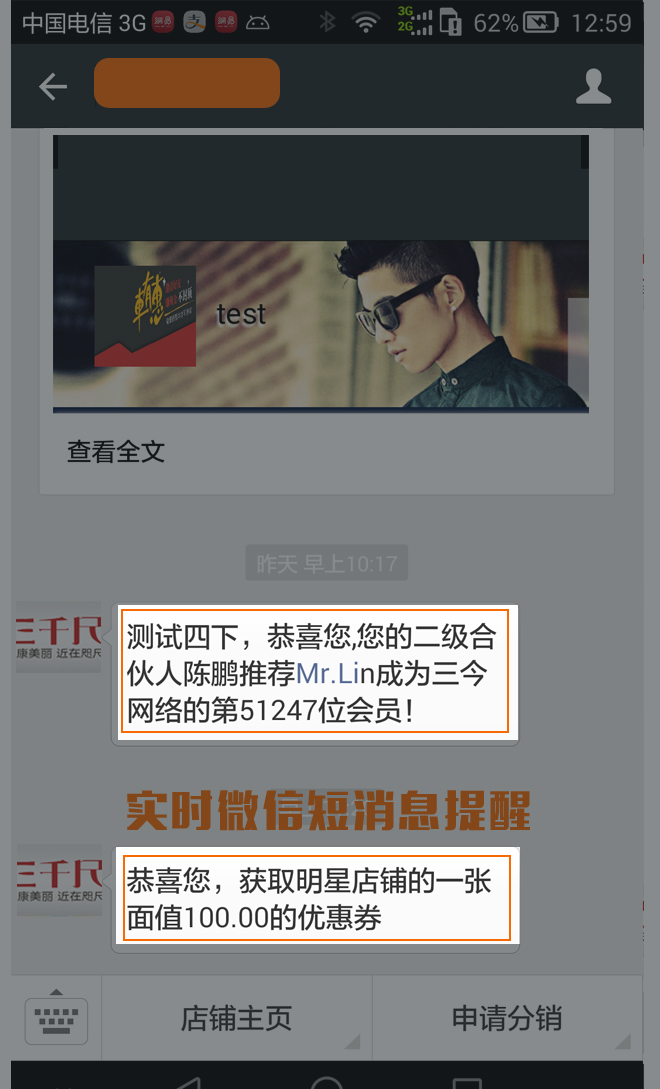 中国电信 3G
3G
2G
62%
12:59
test
查看全文
昨天 早上10:17
三千尺
康美丽 近在咫尺
测试四下，恭喜您,您的二级合
伙人陈鹏推荐Mr.Lin成为三今
网络的第51247位会员！
实时微信短消息提醒
三千尺
康美丽 近在咫尺
恭喜您，获取明星店铺的一张
面值100.00的优惠券
店铺主页
申请分销